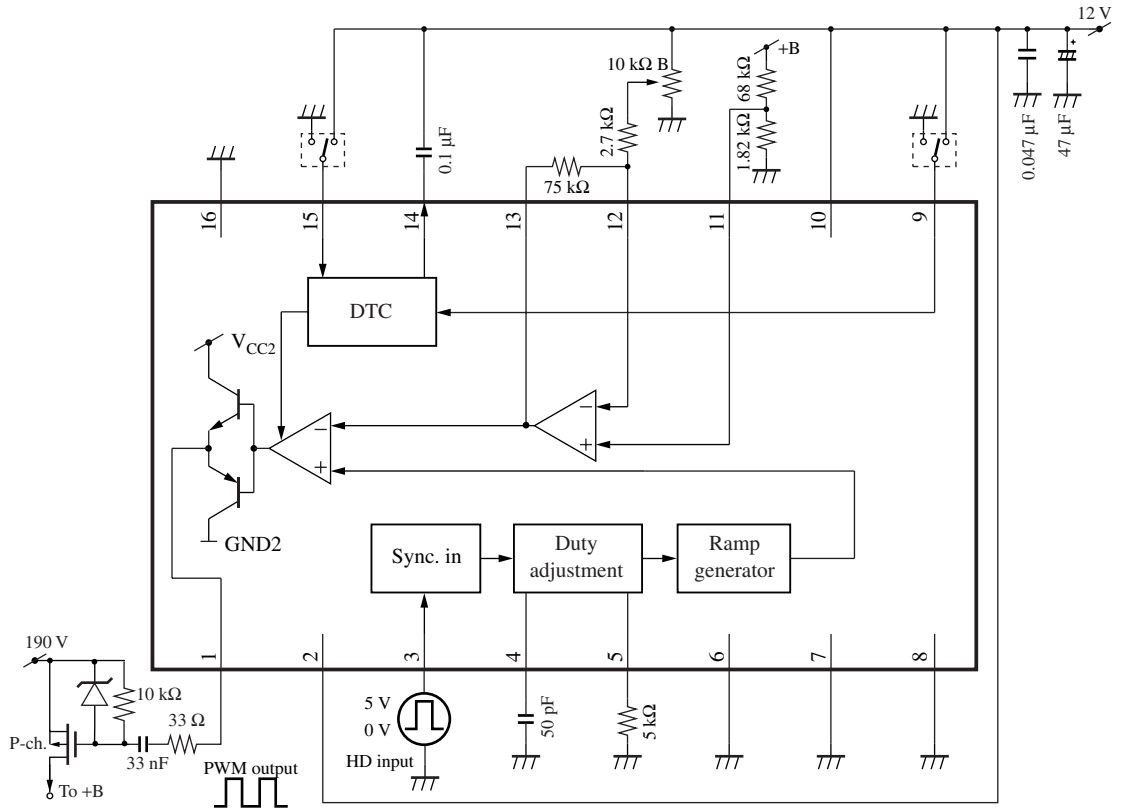 12 V
+B
10 kΩ B
68 kΩ
2.7 kΩ
1.82 kΩ
0.1 µF
75 kΩ
0.047 µF
47 µF
+
16
15
14
13
12
11
10
9
DTC
VCC2
−
+
−
+
GND2
Sync. in
Duty
adjustment
Ramp
generator
1
2
3
4
5
6
7
8
190 V
10 kΩ
33 Ω
P-ch.
33 nF
To +B
PWM output
5 V
0 V
HD input
50 pF
5 kΩ